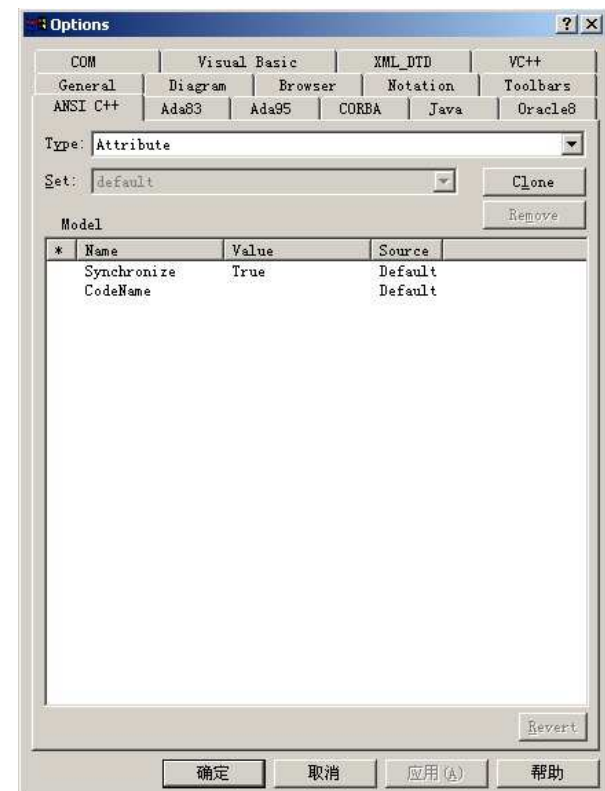 Options
COM Visual Basic XML_DTD VC++
General Diagram Browser Notation Toolbars
ANSI C++ Ada83 Ada95 CORBA Java Oracle8
Type: Attribute
Set: default Clone
Remove
Model
* Name Value Source
Synchronize True Default
CodeName Default
Revert
确定 取消 应用(A) 帮助